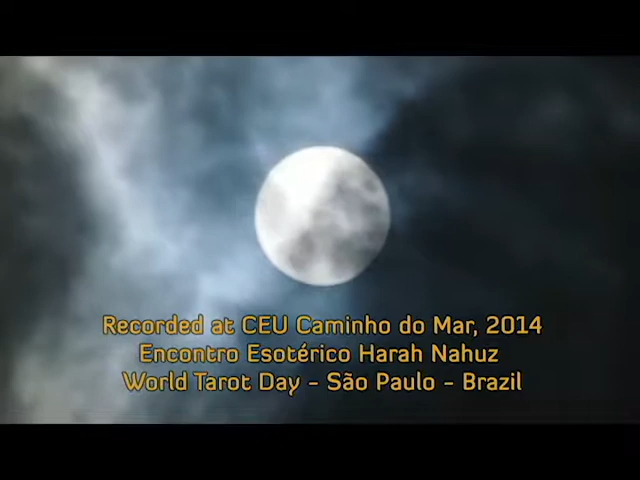 Recorded at CEU Caminho do Mar, 2014
Encontro Esotérico Harah Nahuz
World Tarot Day - São Paulo - Brazil